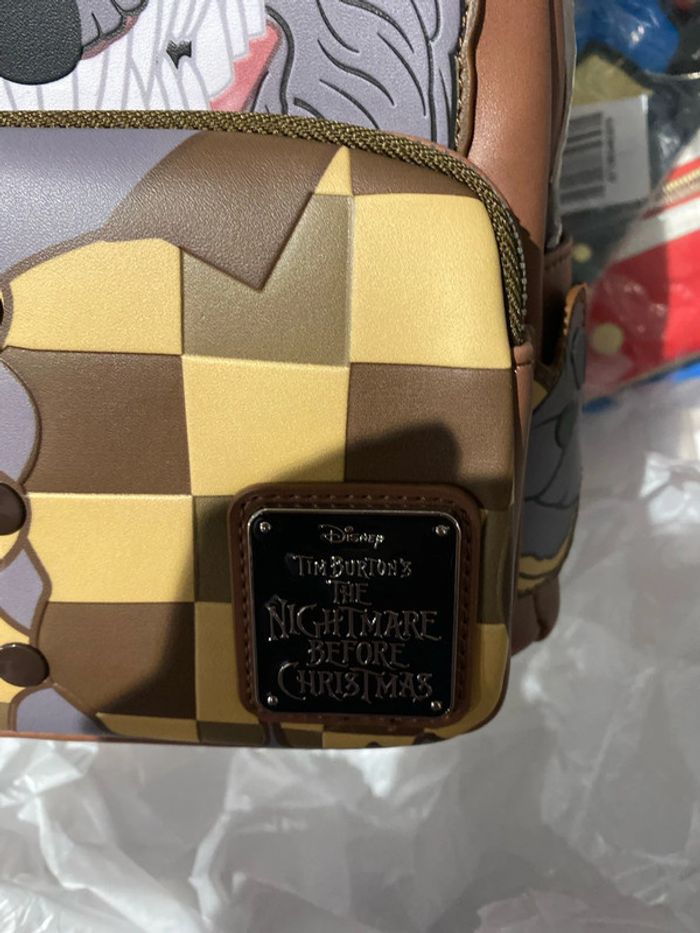 Disney
Tim Burton's
The
Nightmare
Before
Christmas